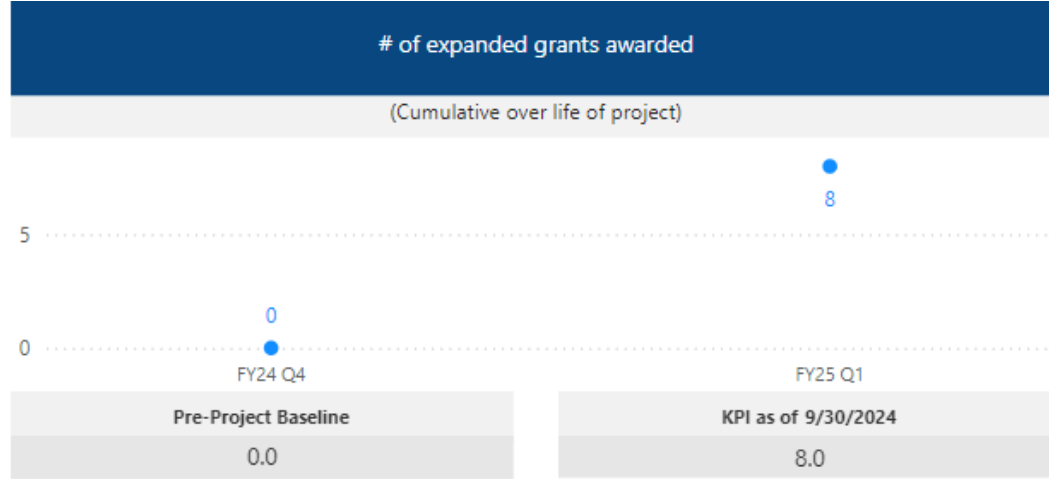 # of expanded grants awarded
(Cumulative over life of project)
8
5
0
0
FY24 Q4 FY25 Q1
Pre-Project Baseline KPI as of 9/30/2024
0.0 8.0